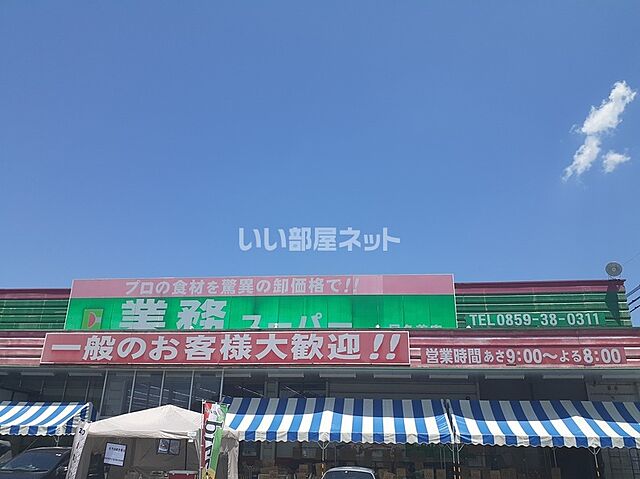 いい部屋ネット
プロの食材を驚異の卸価格で!!
業務スーパー
TEL0859-38-0311
一般のお客様大歓迎!!
営業時間あさ9:00〜よる8:00